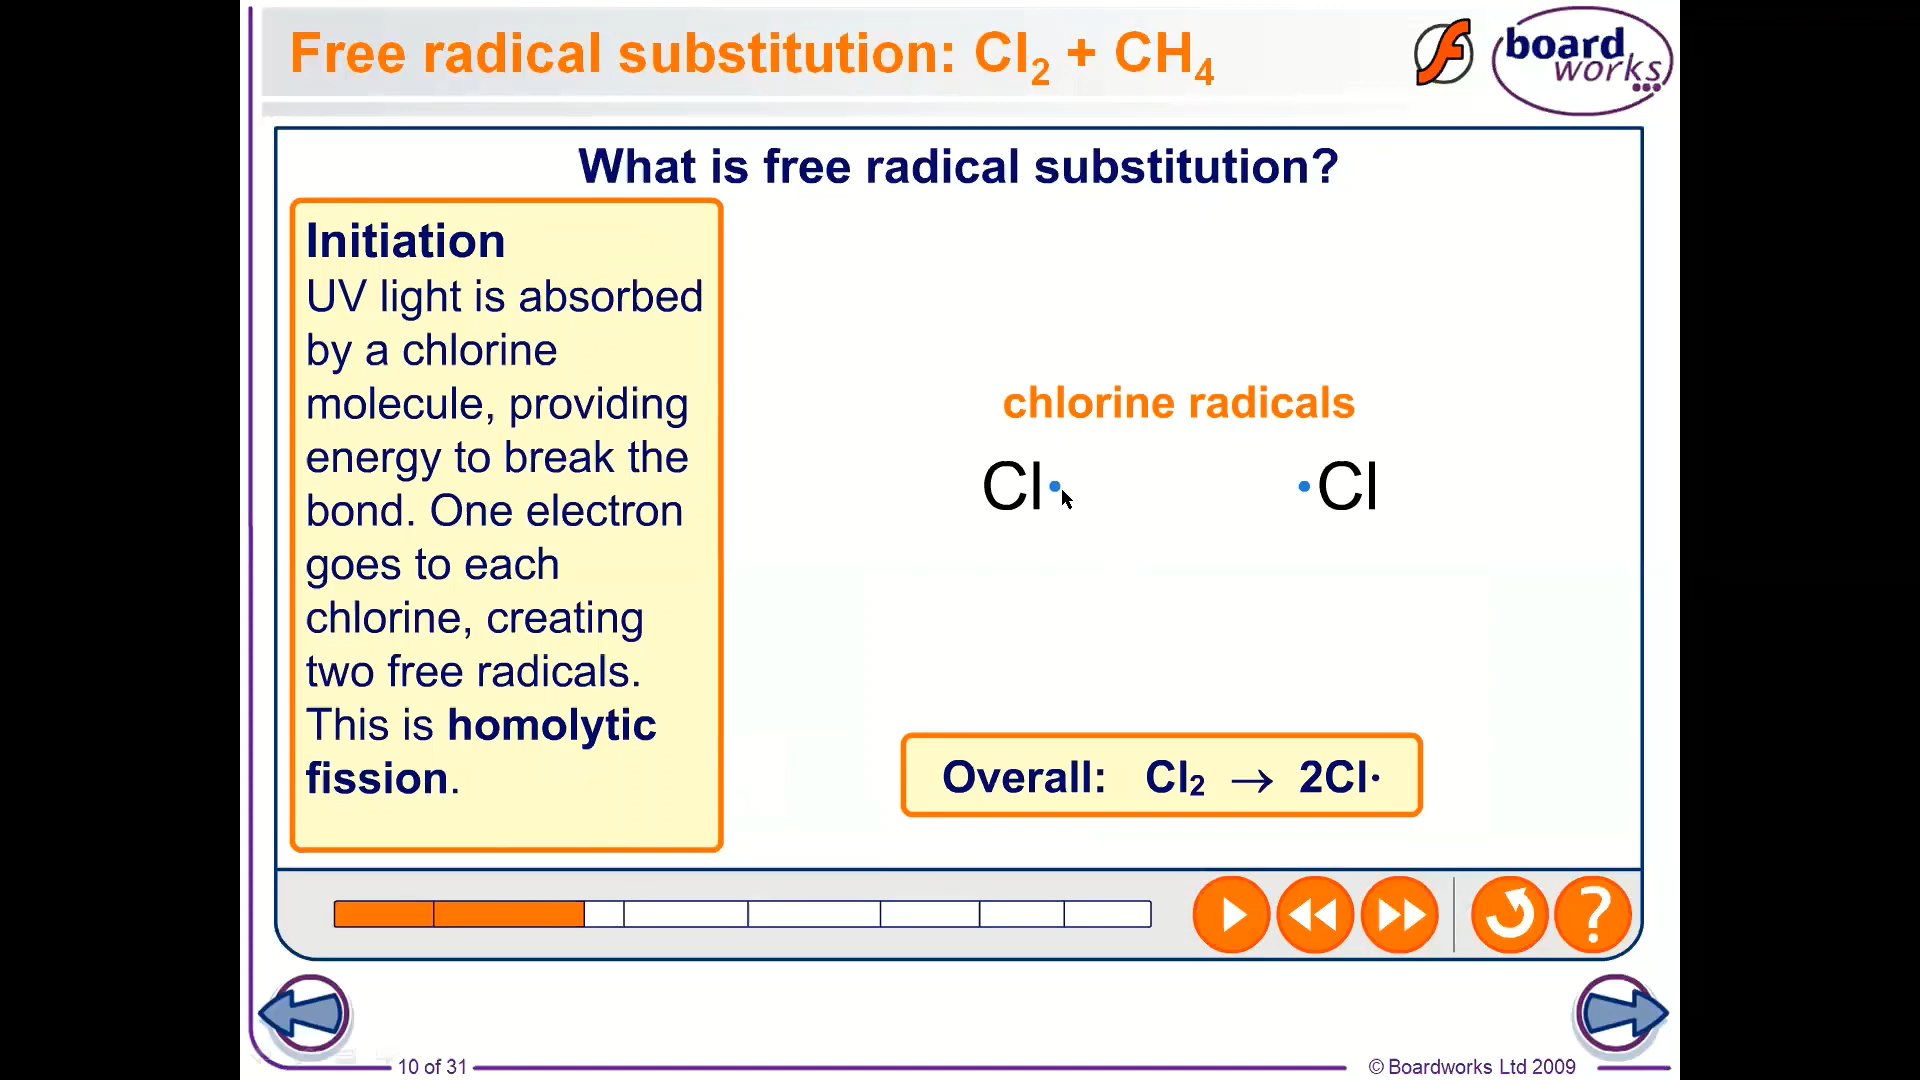 Free radical substitution: Cl₂ + CH₄
board
works
What is free radical substitution?
Initiation
UV light is absorbed
by a chlorine
molecule, providing
energy to break the
bond. One electron
goes to each
chlorine, creating
two free radicals.
This is homolytic
fission.
chlorine radicals
Cl· ·Cl
Overall: Cl₂ → 2Cl·
?
10 of 31
© Boardworks Ltd 2009